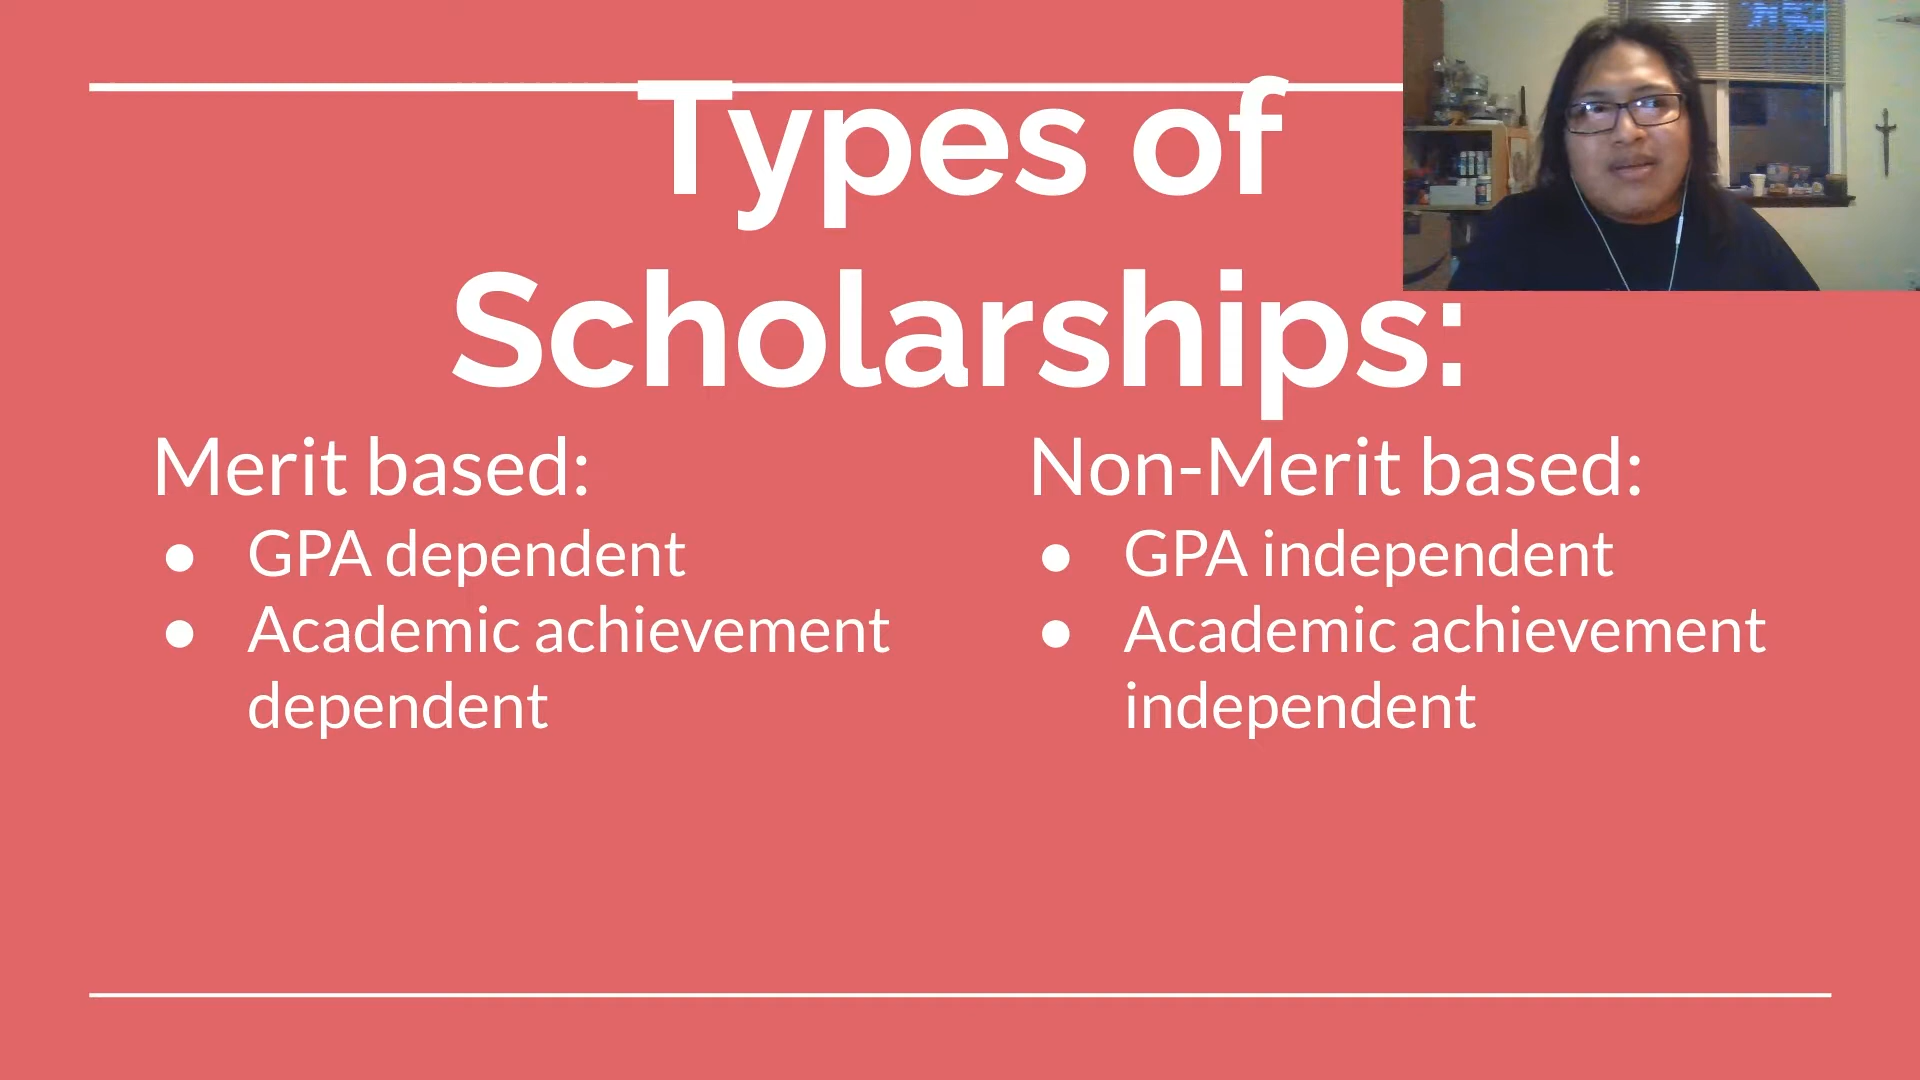 Types of
Scholarships:
Merit based:
● GPA dependent
● Academic achievement
dependent
Non-Merit based:
● GPA independent
● Academic achievement
independent